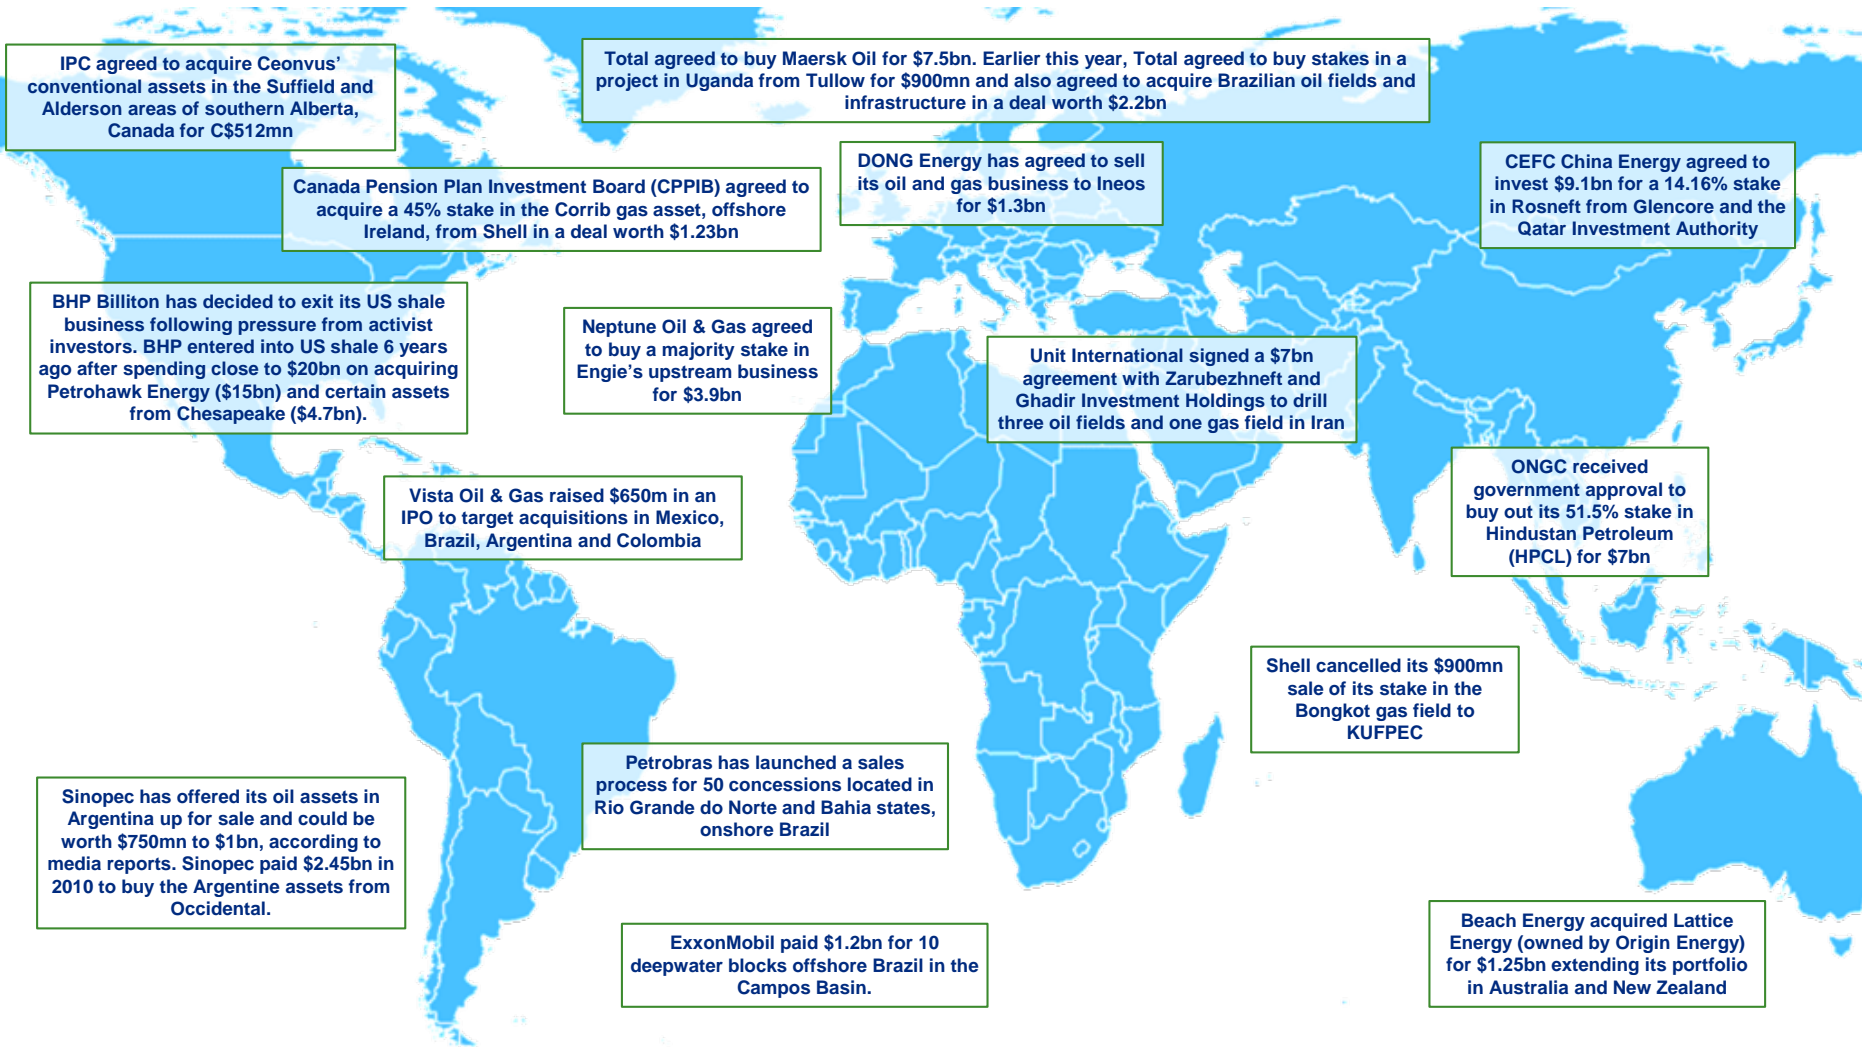 IPC agreed to acquire Ceonvus’
conventional assets in the Suffield and
Alderson areas of southern Alberta,
Canada for C$512mn
Total agreed to buy Maersk Oil for $7.5bn. Earlier this year, Total agreed to buy stakes in a
project in Uganda from Tullow for $900mn and also agreed to acquire Brazilian oil fields and
infrastructure in a deal worth $2.2bn
DONG Energy has agreed to sell
its oil and gas business to Ineos
for $1.3bn
CEFC China Energy agreed to
invest $9.1bn for a 14.16% stake
in Rosneft from Glencore and the
Qatar Investment Authority
Canada Pension Plan Investment Board (CPPIB) agreed to
acquire a 45% stake in the Corrib gas asset, offshore
Ireland, from Shell in a deal worth $1.23bn
BHP Billiton has decided to exit its US shale
business following pressure from activist
investors. BHP entered into US shale 6 years
ago after spending close to $20bn on acquiring
Petrohawk Energy ($15bn) and certain assets
from Chesapeake ($4.7bn).
Neptune Oil & Gas agreed
to buy a majority stake in
Engie’s upstream business
for $3.9bn
Unit International signed a $7bn
agreement with Zarubezhneft and
Ghadir Investment Holdings to drill
three oil fields and one gas field in Iran
ONGC received
government approval to
buy out its 51.5% stake in
Hindustan Petroleum
(HPCL) for $7bn
Vista Oil & Gas raised $650m in an
IPO to target acquisitions in Mexico,
Brazil, Argentina and Colombia
Shell cancelled its $900mn
sale of its stake in the
Bongkot gas field to
KUFPEC
Petrobras has launched a sales
process for 50 concessions located in
Rio Grande do Norte and Bahia states,
onshore Brazil
Sinopec has offered its oil assets in
Argentina up for sale and could be
worth $750mn to $1bn, according to
media reports. Sinopec paid $2.45bn in
2010 to buy the Argentine assets from
Occidental.
ExxonMobil paid $1.2bn for 10
deepwater blocks offshore Brazil in the
Campos Basin.
Beach Energy acquired Lattice
Energy (owned by Origin Energy)
for $1.25bn extending its portfolio
in Australia and New Zealand